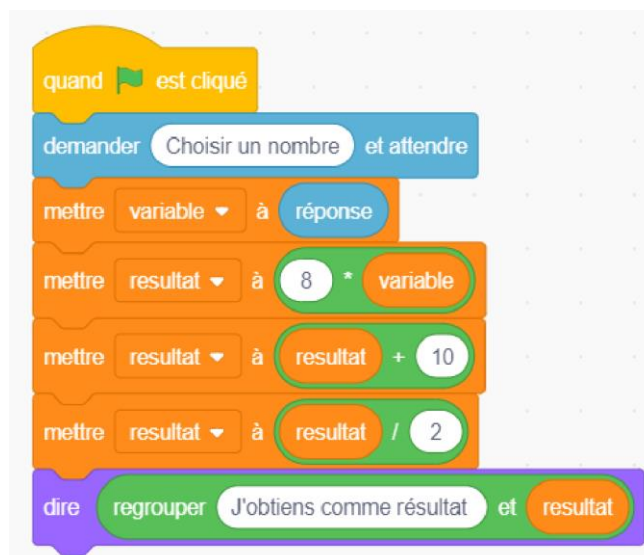 quand est cliqué
demander Choisir un nombre et attendre
mettre variable à réponse
mettre resultat à 8 * variable
mettre resultat à resultat + 10
mettre resultat à resultat / 2
dire regrouper J'obtiens comme résultat et resultat